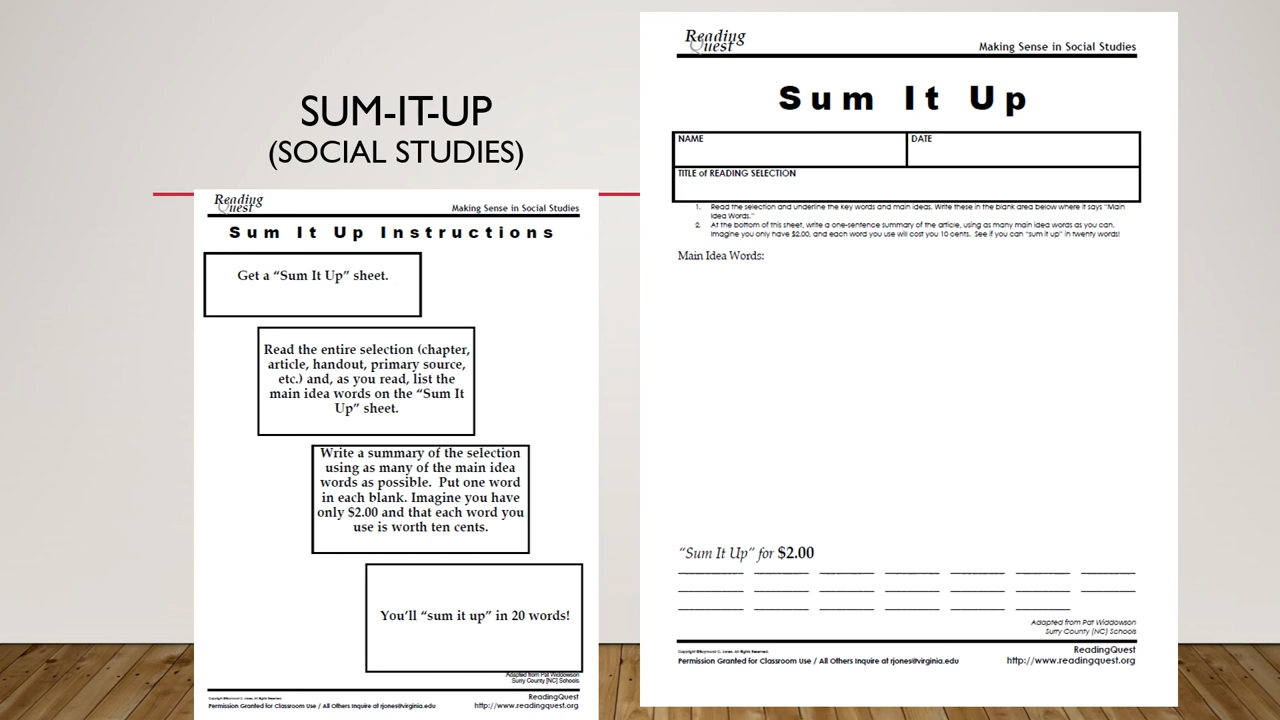 SUM-IT-UP
(SOCIAL STUDIES)
Reading
Quest
Making Sense in Social Studies
Sum It Up Instructions
Get a “Sum It Up” sheet.
Read the entire selection (chapter,
article, handout, primary source,
etc.) and, as you read, list the
main idea words on the “Sum It
Up” sheet.
Write a summary of the selection
using as many of the main idea
words as possible. Put one word
in each blank. Imagine you have
only $2.00 and that each word you
use is worth ten cents.
You’ll “sum it up” in 20 words!
Adapted from Pat Widdowson
Surry County [NC] Schools
Copyright ©Raymond C. Jones. All Rights Reserved.
ReadingQuest
Permission Granted for Classroom Use / All Others Inquire at rjones@virginia.edu
http://www.readingquest.org
Reading
Quest
Making Sense in Social Studies
Sum It Up
NAME
DATE
TITLE of READING SELECTION
1. Read the selection and underline the key words and main ideas. Write these in the blank area below where it says “Main
Idea Words.”
2. At the bottom of this sheet, write a one-sentence summary of the article, using as many main idea words as you can.
Imagine you only have $2.00, and each word you use will cost you 10 cents. See if you can “sum it up” in twenty words!
Main Idea Words:
“Sum It Up” for $2.00
Adapted from Pat Widdowson
Surry County [NC] Schools
Copyright ©Raymond C. Jones. All Rights Reserved.
ReadingQuest
Permission Granted for Classroom Use / All Others Inquire at rjones@virginia.edu
http://www.readingquest.org